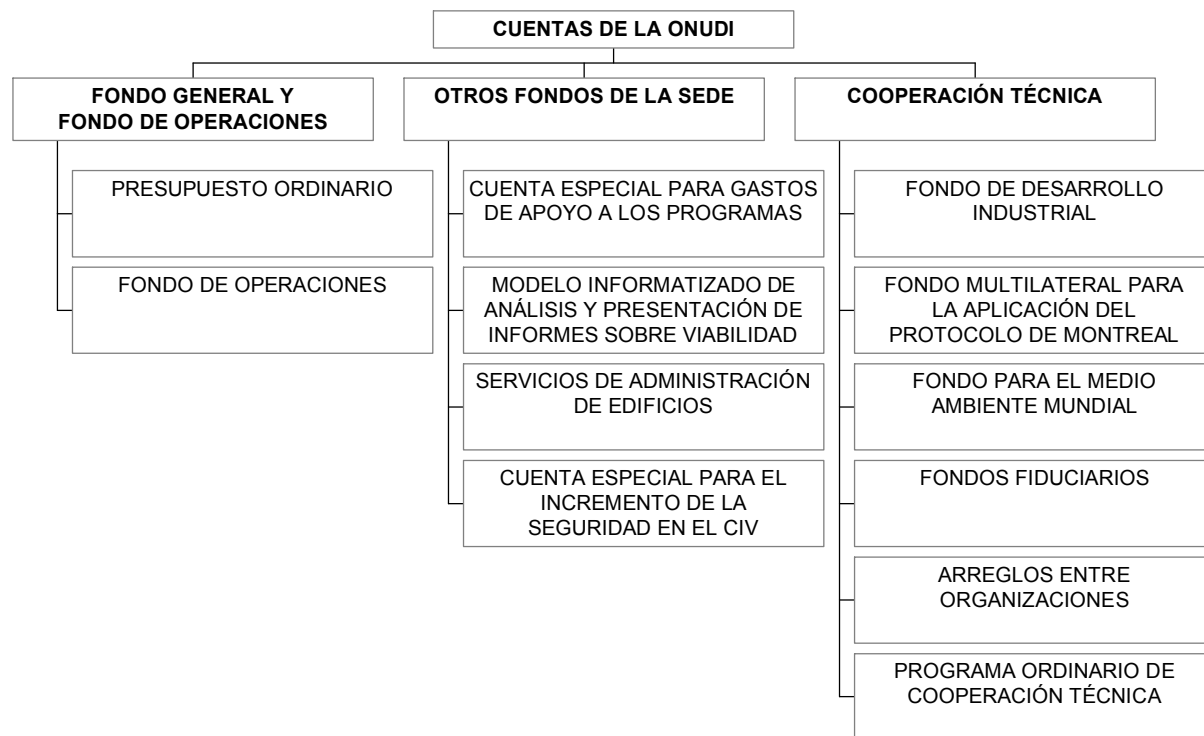 CUENTAS DE LA ONUDI
FONDO GENERAL Y
FONDO DE OPERACIONES
PRESUPUESTO ORDINARIO
FONDO DE OPERACIONES
OTROS FONDOS DE LA SEDE
CUENTA ESPECIAL PARA GASTOS
DE APOYO A LOS PROGRAMAS
MODELO INFORMATIZADO DE
ANÁLISIS Y PRESENTACIÓN DE
INFORMES SOBRE VIABILIDAD
SERVICIOS DE ADMINISTRACIÓN
DE EDIFICIOS
CUENTA ESPECIAL PARA EL
INCREMENTO DE LA
SEGURIDAD EN EL CIV
COOPERACIÓN TÉCNICA
FONDO DE DESARROLLO
INDUSTRIAL
FONDO MULTILATERAL PARA
LA APLICACIÓN DEL
PROTOCOLO DE MONTREAL
FONDO PARA EL MEDIO
AMBIENTE MUNDIAL
FONDOS FIDUCIARIOS
ARREGLOS ENTRE
ORGANIZACIONES
PROGRAMA ORDINARIO DE
COOPERACIÓN TÉCNICA